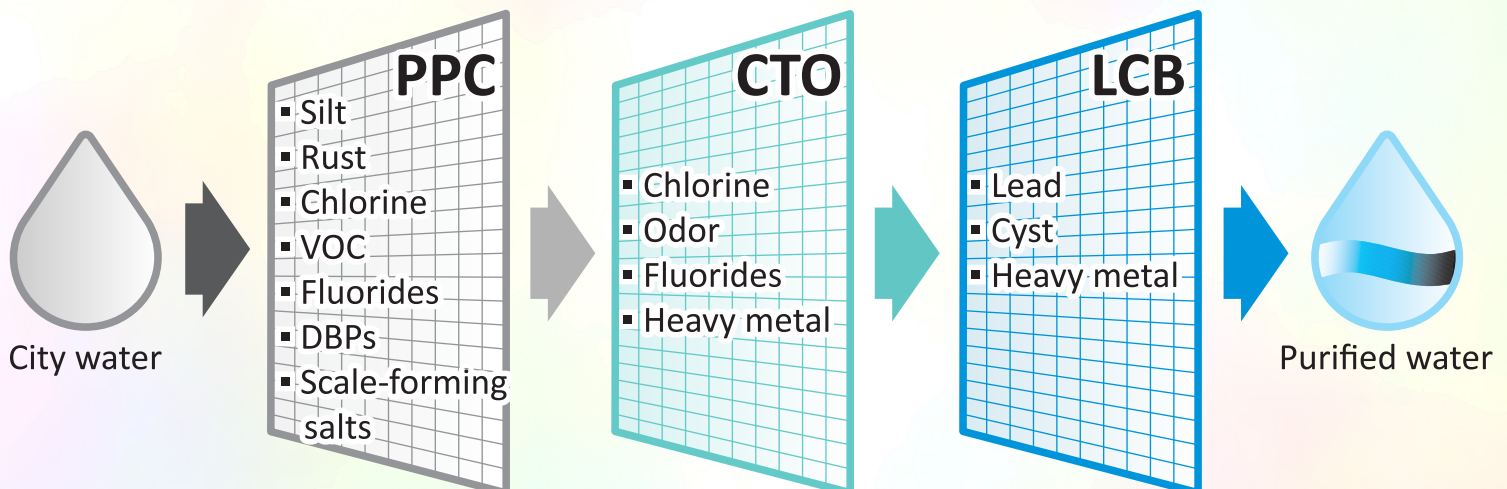 City water
PPC
▪ Silt
▪ Rust
▪ Chlorine
▪ VOC
▪ Fluorides
▪ DBPs
▪ Scale-forming
salts
CTO
▪ Chlorine
▪ Odor
▪ Fluorides
▪ Heavy metal
LCB
▪ Lead
▪ Cyst
▪ Heavy metal
Purified water